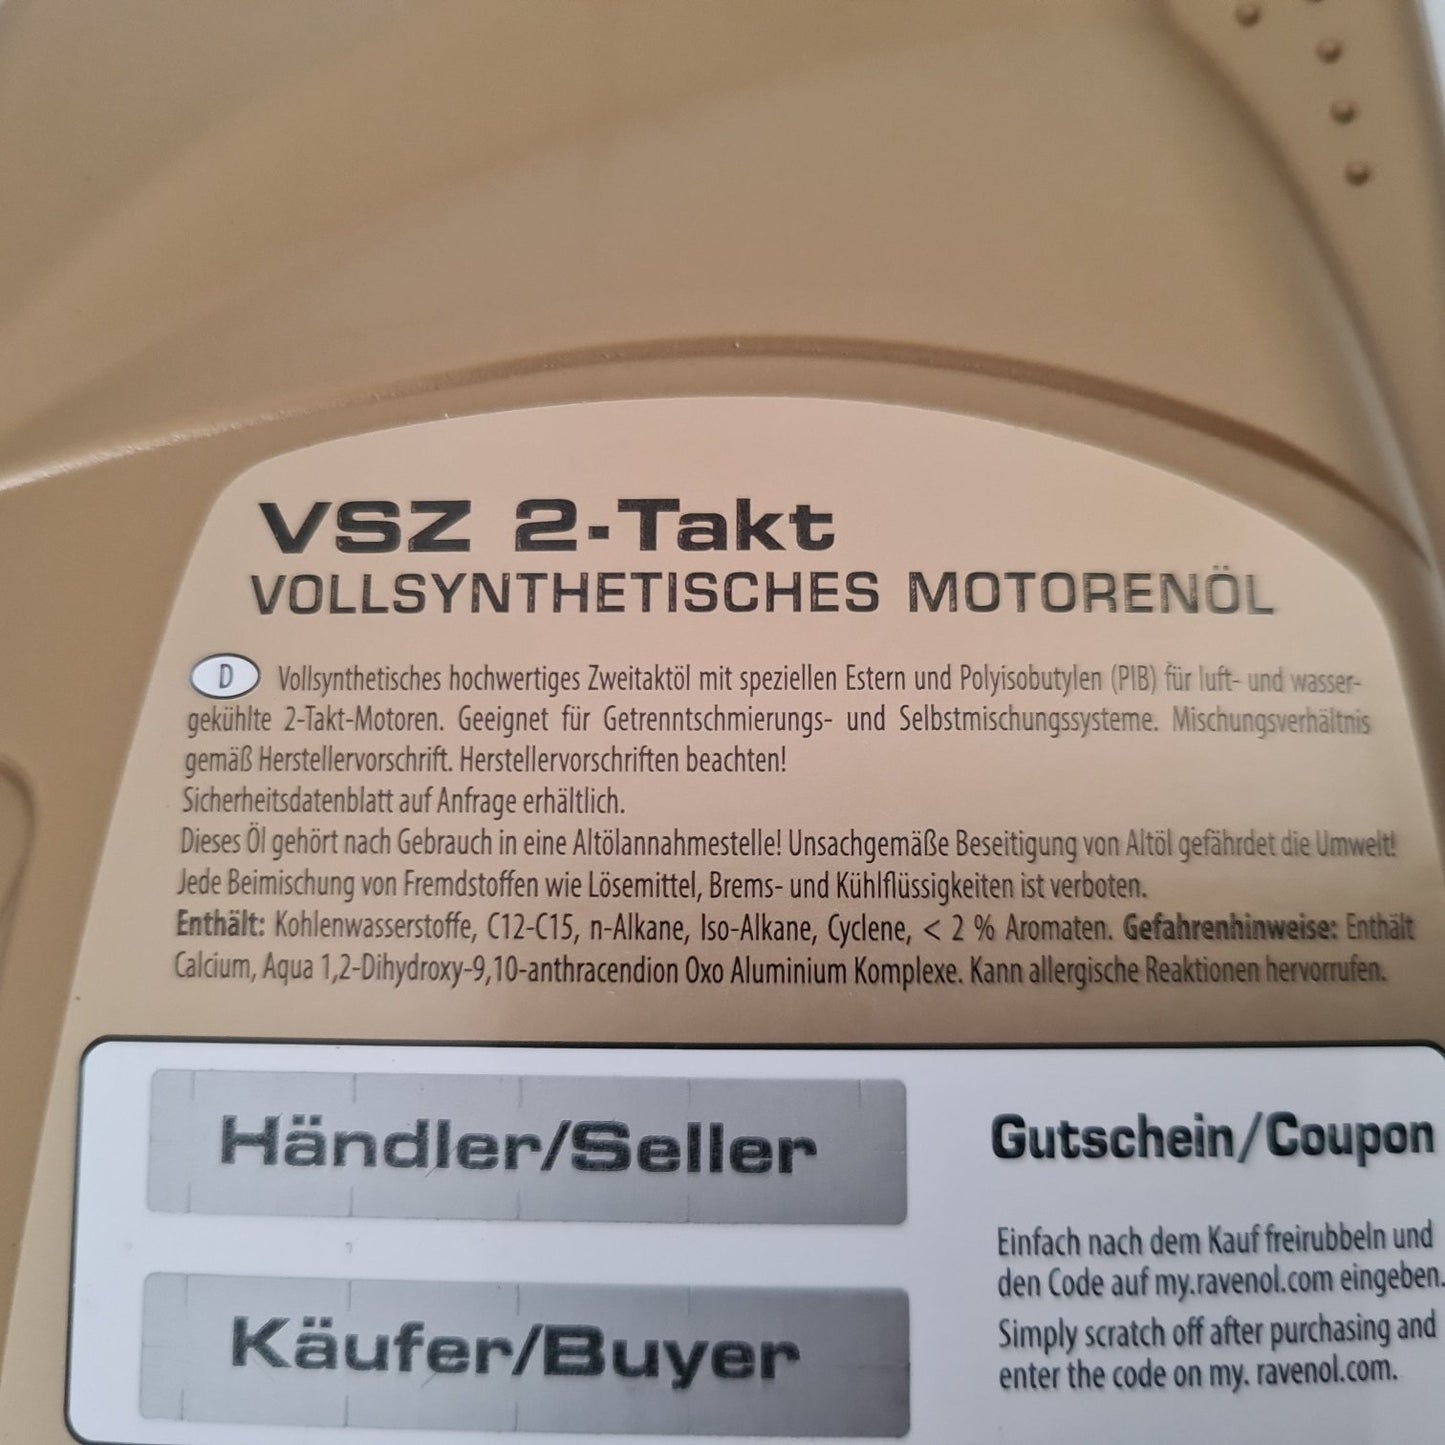 VSZ 2-Takt
VOLLSYNTHETISCHES MOTORENÖL
D Vollsynthetisches hochwertiges Zweitaktöl mit speziellen Estern und Polyisobutylen (PIB) für luft- und wasser-
gekühlte 2-Takt-Motoren. Geeignet für Getrenntschmierungs- und Selbstmischungssysteme. Mischungsverhältnis
gemäß Herstellervorschrift. Herstellervorschriften beachten!
Sicherheitsdatenblatt auf Anfrage erhältlich.
Dieses Öl gehört nach Gebrauch in eine Altölannahmestelle! Unsachgemäße Beseitigung von Altöl gefährdet die Umwelt!
Jede Beimischung von Fremdstoffen wie Lösemittel, Brems- und Kühlflüssigkeiten ist verboten.
Enthält: Kohlenwasserstoffe, C12-C15, n-Alkane, Iso-Alkane, Cyclene, < 2 % Aromaten. Gefahrenhinweise: Enthält
Calcium, Aqua 1,2-Dihydroxy-9,10-anthracendion Oxo Aluminium Komplexe. Kann allergische Reaktionen hervorrufen.
Händler/Seller
Käufer/Buyer
Gutschein/Coupon
Einfach nach dem Kauf freirubbeln und
den Code auf my.ravenol.com eingeben.
Simply scratch off after purchasing and
enter the code on my. ravenol.com.